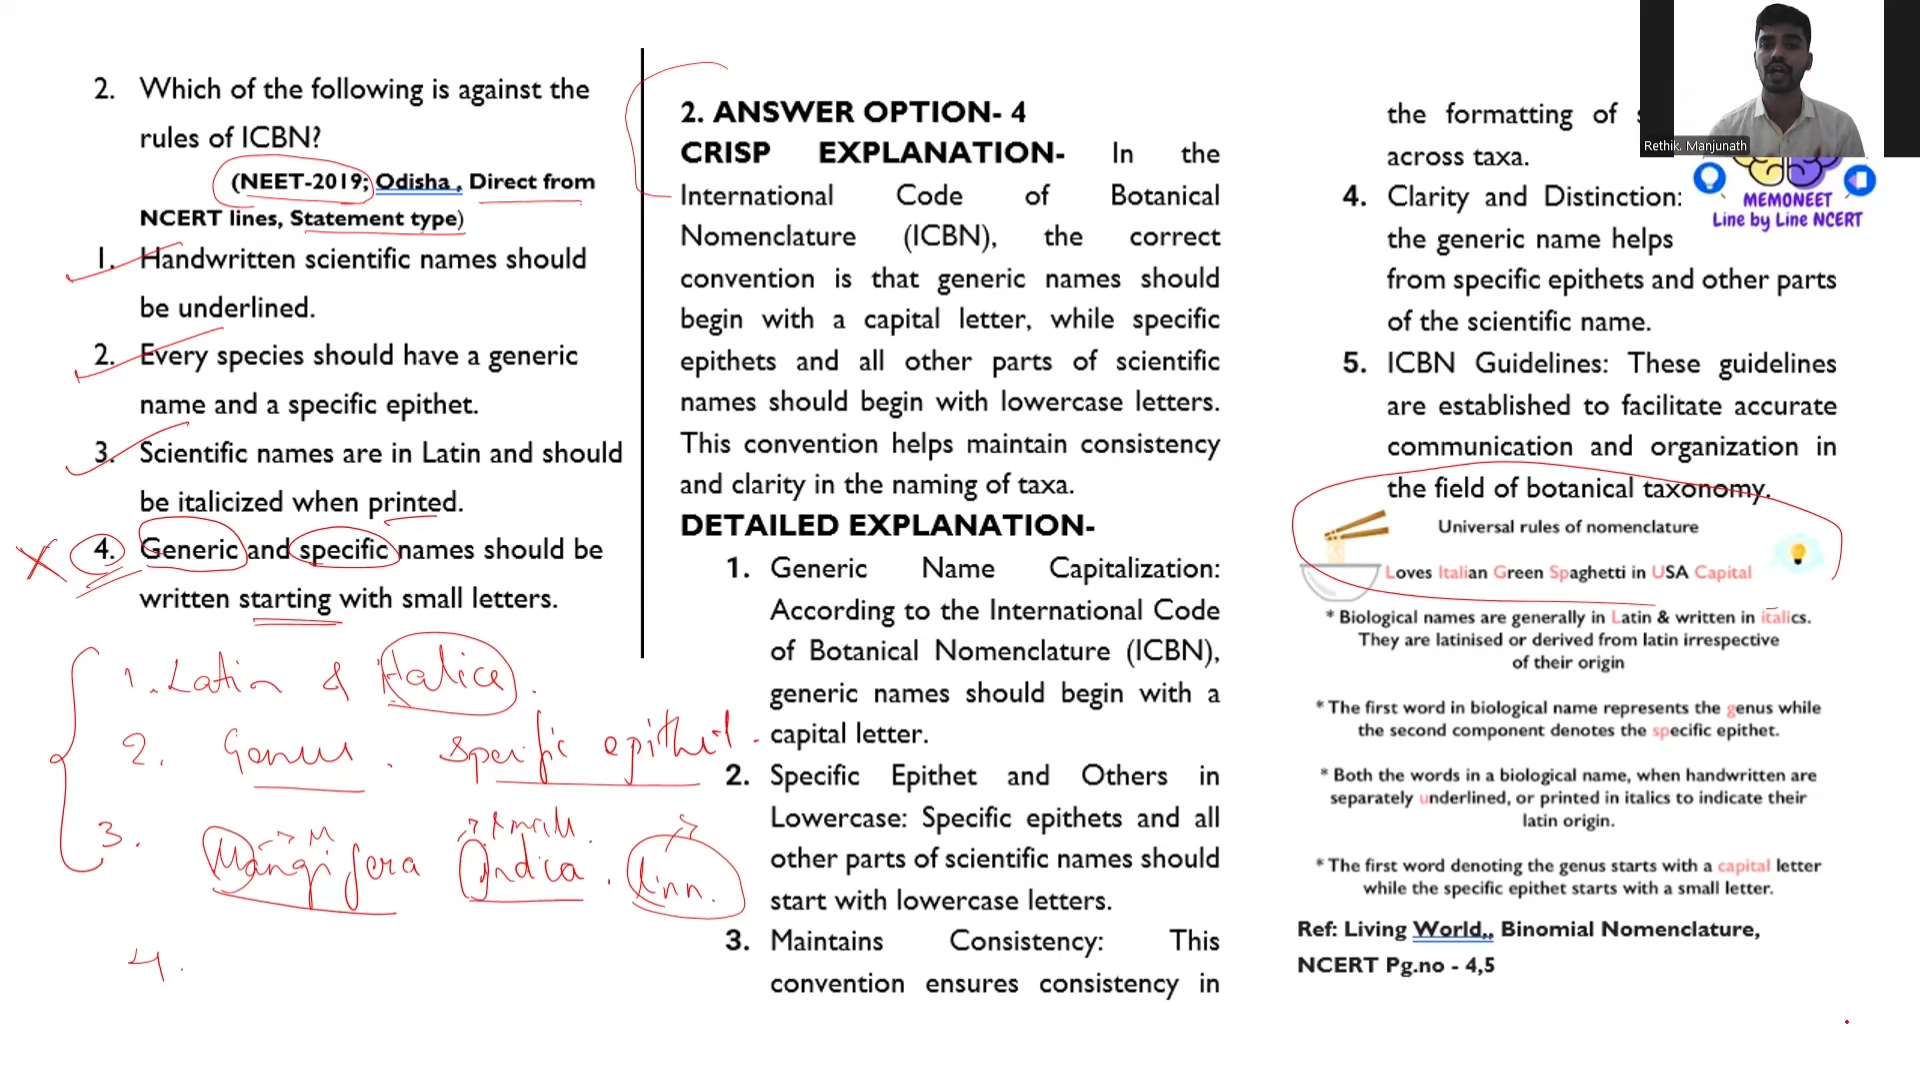 2. Which of the following is against the
rules of ICBN?
(NEET-2019; Odisha , Direct from
NCERT lines, Statement type)
1. Handwritten scientific names should
be underlined.
2. Every species should have a generic
name and a specific epithet.
3. Scientific names are in Latin and should
be italicized when printed.
4. Generic and specific names should be
written starting with small letters.
1. Latin & Italics.
2. Genus. Specific epithet.
3. → M → small.
Mangifera indica. Linn.
4.
2. ANSWER OPTION- 4
CRISP EXPLANATION- In the
International Code of Botanical
Nomenclature (ICBN), the correct
convention is that generic names should
begin with a capital letter, while specific
epithets and all other parts of scientific
names should begin with lowercase letters.
This convention helps maintain consistency
and clarity in the naming of taxa.
DETAILED EXPLANATION-
1. Generic Name Capitalization:
According to the International Code
of Botanical Nomenclature (ICBN),
generic names should begin with a
capital letter.
2. Specific Epithet and Others in
Lowercase: Specific epithets and all
other parts of scientific names should
start with lowercase letters.
3. Maintains Consistency: This
convention ensures consistency in
the formatting of
across taxa.
4. Clarity and Distinction:
the generic name helps
from specific epithets and other parts
of the scientific name.
5. ICBN Guidelines: These guidelines
are established to facilitate accurate
communication and organization in
the field of botanical taxonomy.
Universal rules of nomenclature
Loves Italian Green Spaghetti in USA Capital
* Biological names are generally in Latin & written in italics.
They are latinised or derived from latin irrespective
of their origin
* The first word in biological name represents the genus while
the second component denotes the specific epithet.
* Both the words in a biological name, when handwritten are
separately underlined, or printed in italics to indicate their
latin origin.
* The first word denoting the genus starts with a capital letter
while the specific epithet starts with a small letter.
Ref: Living World,, Binomial Nomenclature,
NCERT Pg.no - 4,5
Rethik. Manjunath
MEMONEET
Line by Line NCERT